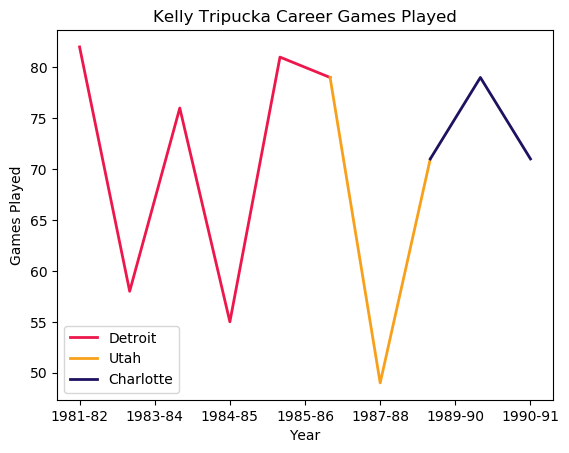 Kelly Tripucka Career Games Played
80
75
70
65
60
55
50
Games Played
Detroit
Utah
Charlotte
1981-82 1983-84 1984-85 1985-86 1987-88 1989-90 1990-91
Year